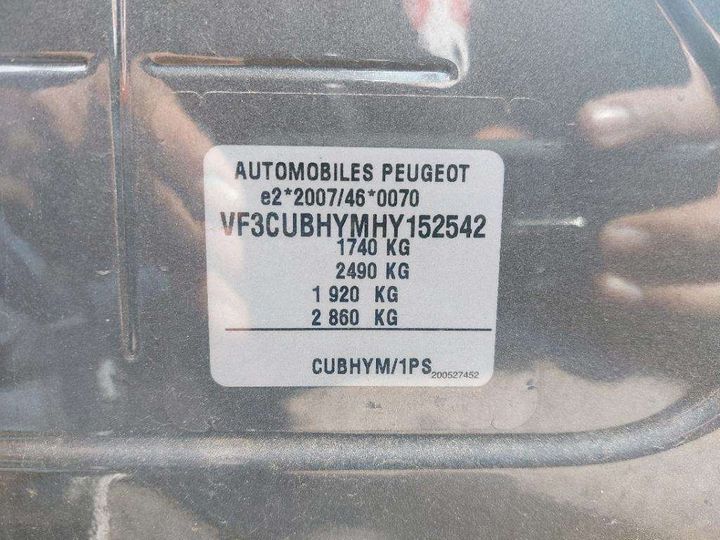 AUTOMOBILES PEUGEOT
e2*2007/46*0070
VF3CUBHYMHY152542
1740 KG
2490 KG
1 920 KG
2 860 KG
CUBHYM/1PS
200527452